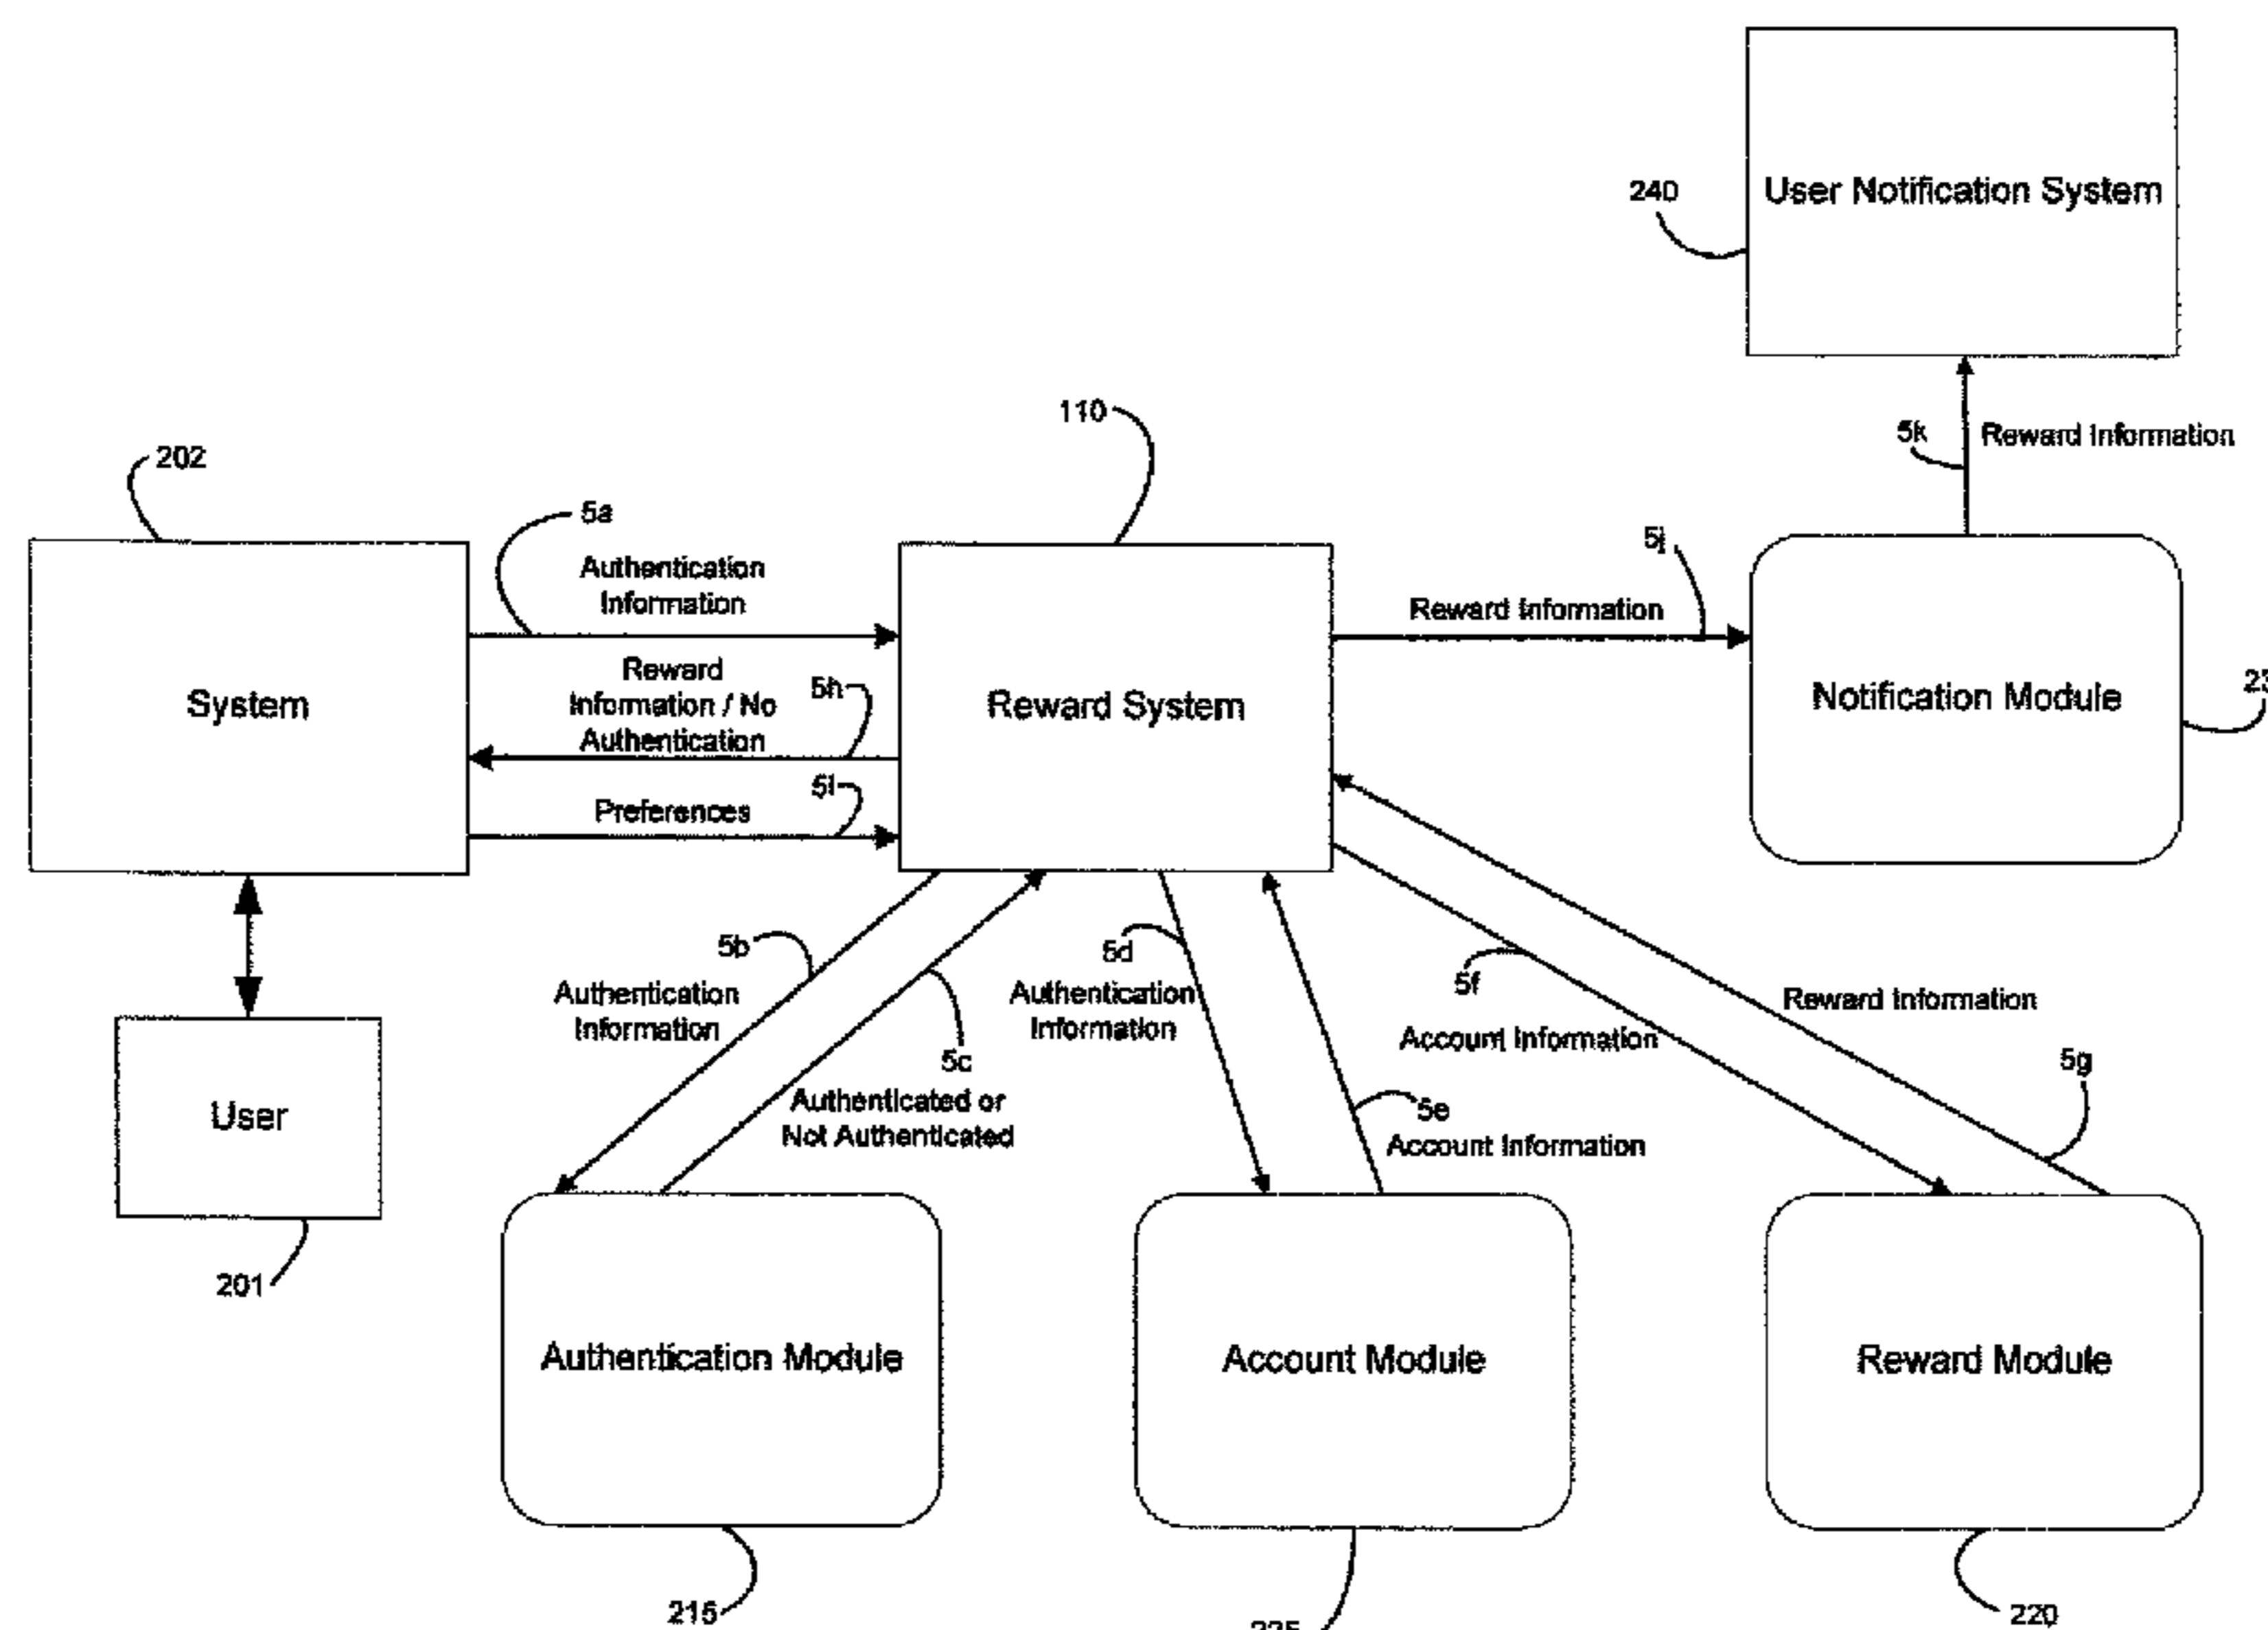 240
User Notification System
110
5k
Reward Information
202
5a
Authentication
Information
5j
Reward Information
Reward
Information / No
Authentication
5h
System
Reward System
Notification Module
5i
Preferences
5b
Authentication
Information
5c
Authenticated or
Not Authenticated
5d
Authentication
Information
5e
Account Information
5f
Account Information
Reward Information
5g
User
201
Authentication Module
Account Module
Reward Module
215
220